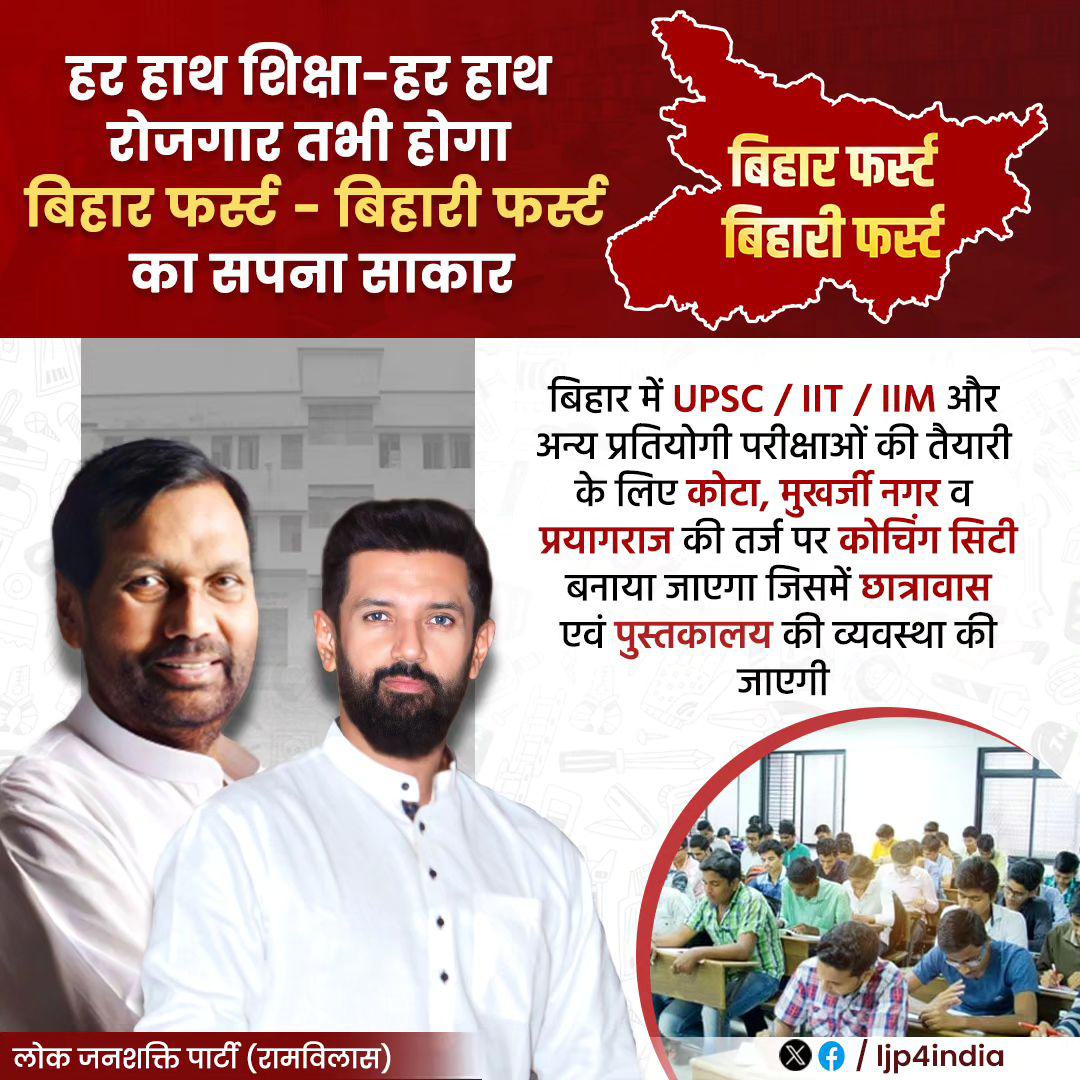 हर हाथ शिक्षा-हर हाथ
रोजगार तभी होगा
बिहार फर्स्ट - बिहारी फर्स्ट
का सपना साकार
बिहार फर्स्ट
बिहारी फर्स्ट
बिहार में UPSC / IIT / IIM और
अन्य प्रतियोगी परीक्षाओं की तैयारी
के लिए कोटा, मुखर्जी नगर व
प्रयागराज की तर्ज पर कोचिंग सिटी
बनाया जाएगा जिसमें छात्रावास
एवं पुस्तकालय की व्यवस्था की
जाएगी
लोक जनशक्ति पार्टी (रामविलास)
/ ljp4india